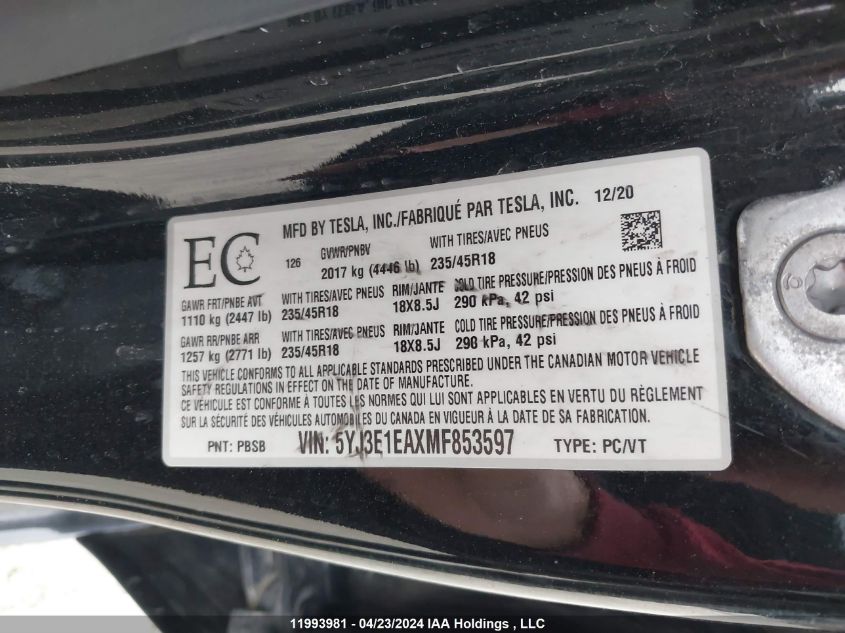 MFD BY TESLA, INC./FABRIQUÉ PAR TESLA, INC. 12/20
EC
126 GVWR/PNBV WITH TIRES/AVEC PNEUS
2017 kg (4446 lb) 235/45R18
GAWR FRT/PNBE AVT WITH TIRES/AVEC PNEUS RIM/JANTE COLD TIRE PRESSURE/PRESSION DES PNEUS À FROID
1110 kg (2447 lb) 235/45R18 18X8.5J 290 kPa, 42 psi
GAWR RR/PNBE ARR WITH TIRES/AVEC PNEUS RIM/JANTE COLD TIRE PRESSURE/PRESSION DES PNEUS À FROID
1257 kg (2771 lb) 235/45R18 18X8.5J 290 kPa, 42 psi
THIS VEHICLE CONFORMS TO ALL APPLICABLE STANDARDS PRESCRIBED UNDER THE CANADIAN MOTOR VEHICLE
SAFETY REGULATIONS IN EFFECT ON THE DATE OF MANUFACTURE.
CE VÉHICULE EST CONFORME À TOUTES LES NORMES QUI LUI SONT APPLICABLES EN VERTU DU RÈGLEMENT
SUR LA SÉCURITÉ DES VÉHICULES AUTOMOBILES DU CANADA EN VIGUEUR À LA DATE DE SA FABRICATION.
PNT: PBSB VIN: 5YJ3E1EAXMF853597 TYPE: PC/VT
11993981 - 04/23/2024 IAA Holdings , LLC